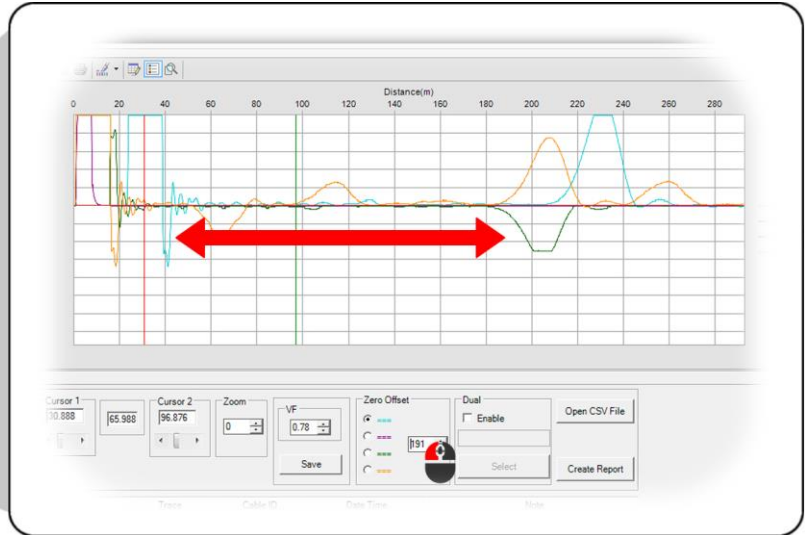 Distance(m)
0 20 40 60 80 100 120 140 160 180 200 220 240 260 280
Cursor 1 Cursor 2 Zoom VF Zero Offset Dual
30.888 65.988 96.876 0 0.78 191 Enable Open CSV File
Save Select Create Report
Trace Cable ID Date Time Note